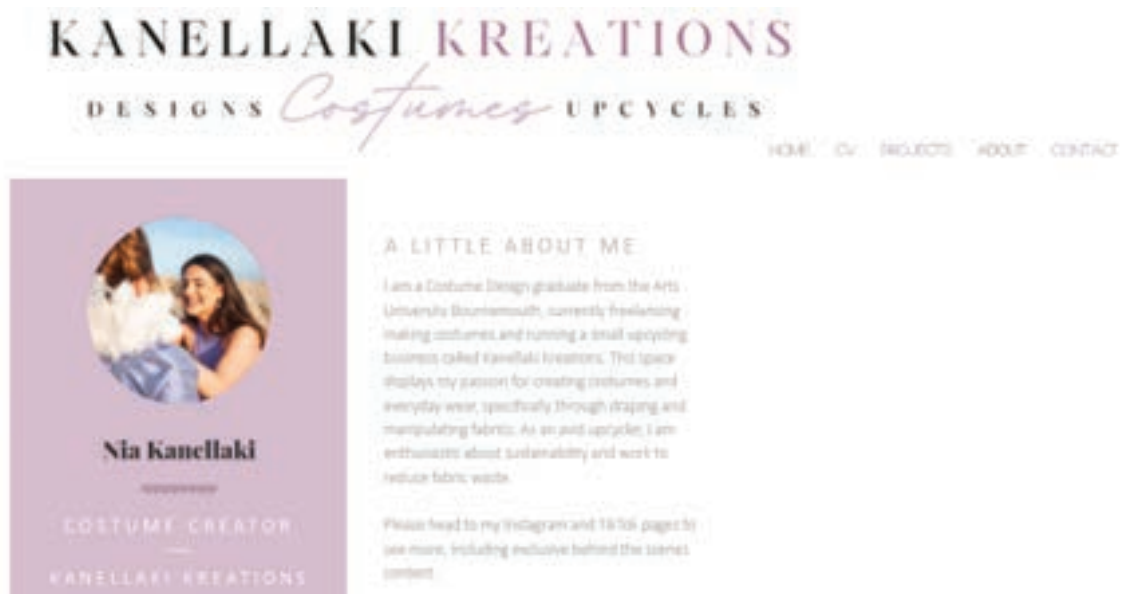 KANELLAKI KREATIONS
DESIGNS Costumes UPCYCLES
HOME CV PROJECTS ABOUT CONTACT
Nia Kanellaki
COSTUME CREATOR
KANELLAKI KREATIONS
A LITTLE ABOUT ME
I am a Costume Design graduate from the Arts
University Bournemouth, currently freelancing
making costumes and running a small upcycling
business called Kanellaki Kreations. This space
displays my passion for creating costumes and
everyday wear, specifically through draping and
manipulating fabrics. As an avid upcycler, I am
enthusiastic about sustainability and work to
reduce fabric waste.
Please head to my Instagram and TikTok pages to
see more, including exclusive behind the scenes
content.